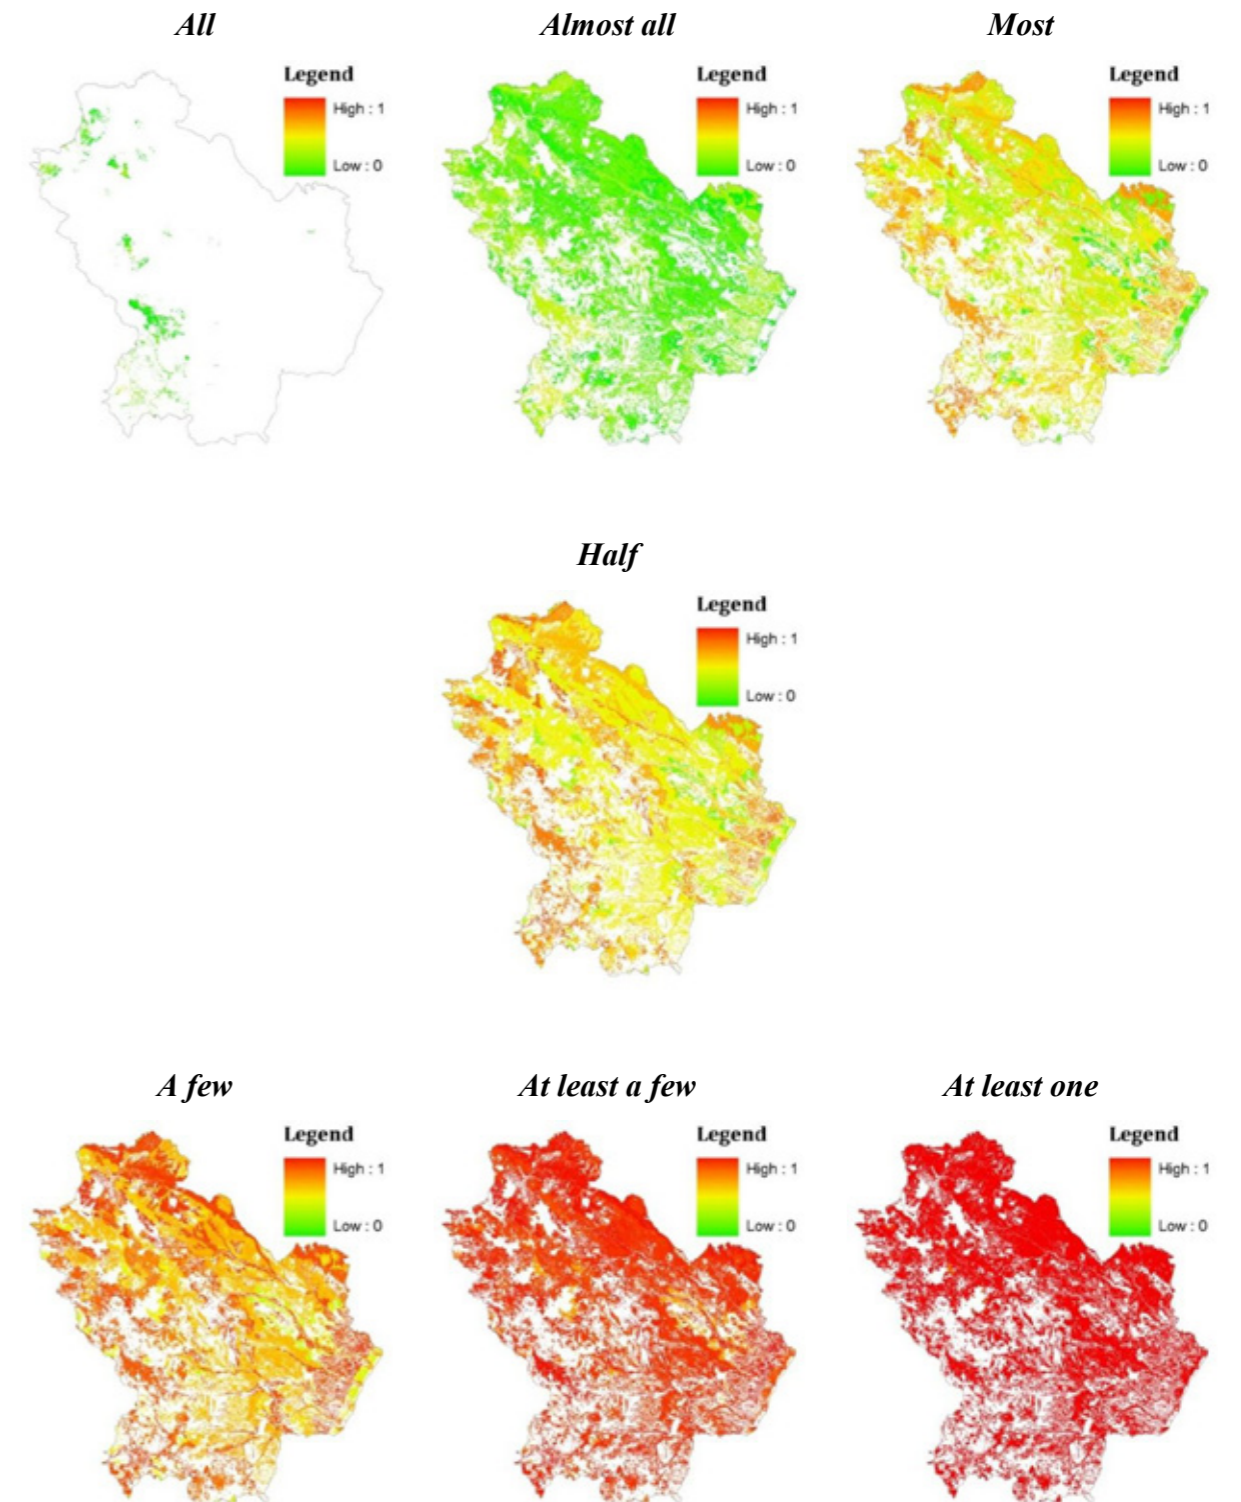 All
Almost all
Most
Legend
High : 1
Low : 0
Legend
High : 1
Low : 0
Legend
High : 1
Low : 0
Half
Legend
High : 1
Low : 0
A few
At least a few
At least one
Legend
High : 1
Low : 0
Legend
High : 1
Low : 0
Legend
High : 1
Low : 0